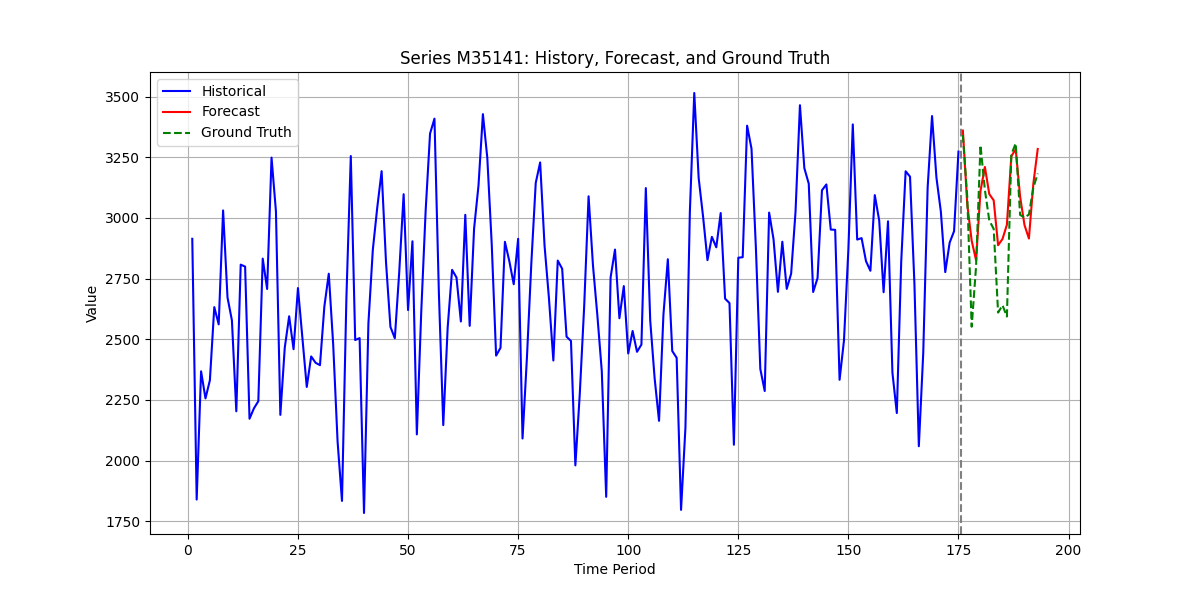 Series M35141: History, Forecast, and Ground Truth
Historical
Forecast
Ground Truth
3500
3250
3000
2750
2500
2250
2000
1750
Value
0 25 50 75 100 125 150 175 200
Time Period